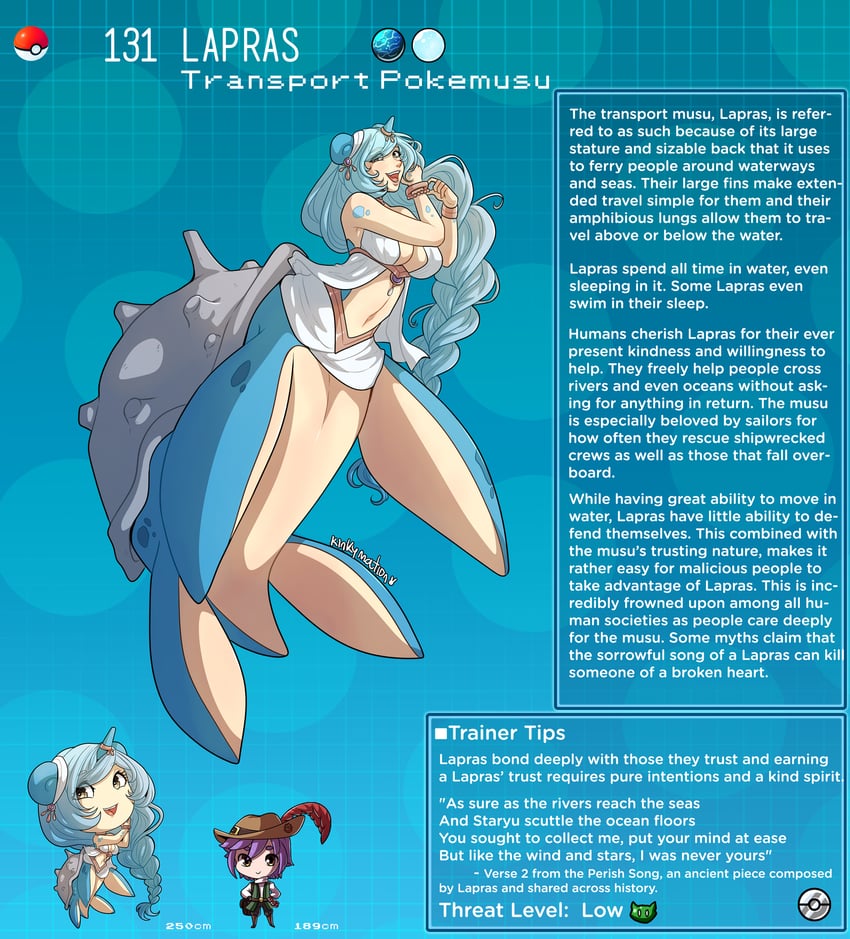 131 LAPRAS
Transport Pokemusu
The transport musu, Lapras, is refer-
red to as such because of its large
stature and sizable back that it uses
to ferry people around waterways
and seas. Their large fins make exten-
ded travel simple for them and their
amphibious lungs allow them to tra-
vel above or below the water.
Lapras spend all time in water, even
sleeping in it. Some Lapras even
swim in their sleep.
Humans cherish Lapras for their ever
present kindness and willingness to
help. They freely help people cross
rivers and even oceans without ask-
ing for anything in return. The musu
is especially beloved by sailors for
how often they rescue shipwrecked
crews as well as those that fall over-
board.
While having great ability to move in
water, Lapras have little ability to de-
fend themselves. This combined with
the musu's trusting nature, makes it
rather easy for malicious people to
take advantage of Lapras. This is inc-
redibly frowned upon among all hu-
man societies as people care deeply
for the musu. Some myths claim that
the sorrowful song of a Lapras can kill
someone of a broken heart.
kinkymation
Trainer Tips
Lapras bond deeply with those they trust and earning
a Lapras' trust requires pure intentions and a kind spirit.
"As sure as the rivers reach the seas
And Staryu scuttle the ocean floors
You sought to collect me, put your mind at ease
But like the wind and stars, I was never yours"
- Verse 2 from the Perish Song, an ancient piece composed
by Lapras and shared across history.
Threat Level: Low
250cm
189cm